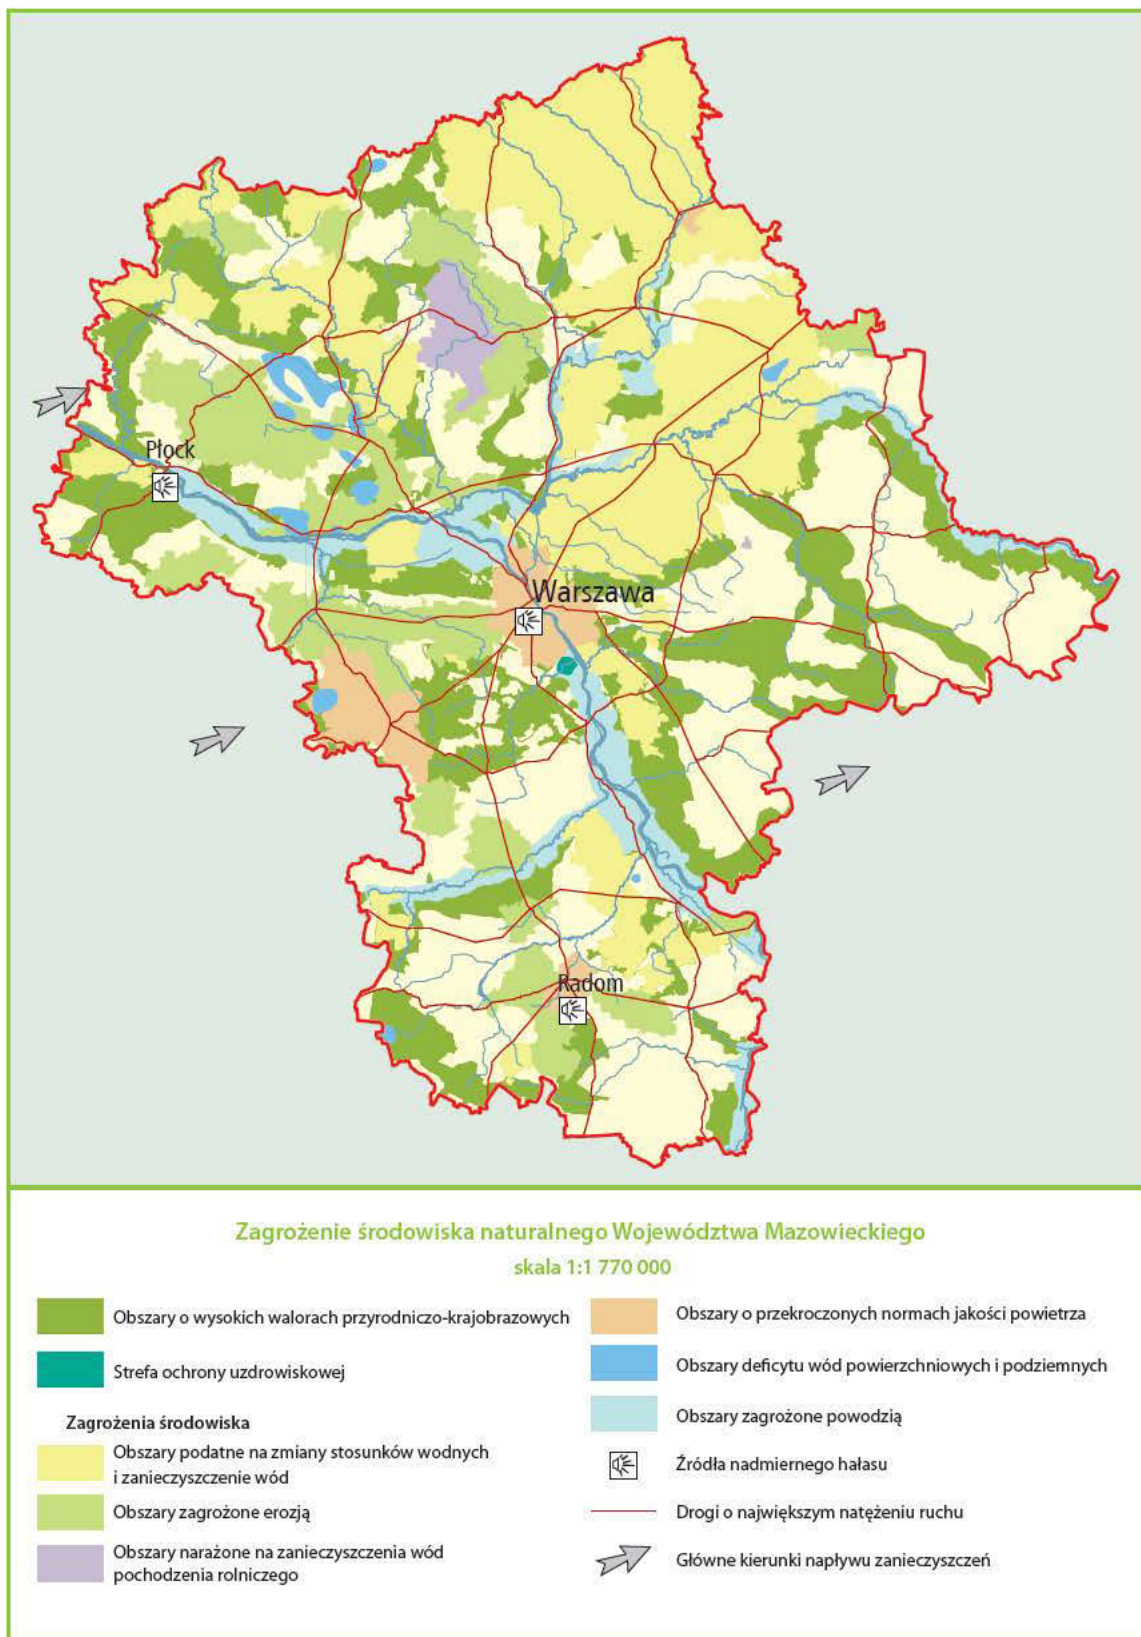 Płock
Warszawa
Radom
Zagrożenie środowiska naturalnego Województwa Mazowieckiego
skala 1:1 770 000
Obszary o wysokich walorach przyrodniczo-krajobrazowych
Strefa ochrony uzdrowiskowej
Zagrożenia środowiska
Obszary podatne na zmiany stosunków wodnych
i zanieczyszczenie wód
Obszary zagrożone erozją
Obszary narażone na zanieczyszczenia wód
pochodzenia rolniczego
Obszary o przekroczonych normach jakości powietrza
Obszary deficytu wód powierzchniowych i podziemnych
Obszary zagrożone powodzią
Źródła nadmiernego hałasu
Drogi o największym natężeniu ruchu
Główne kierunki napływu zanieczyszczeń